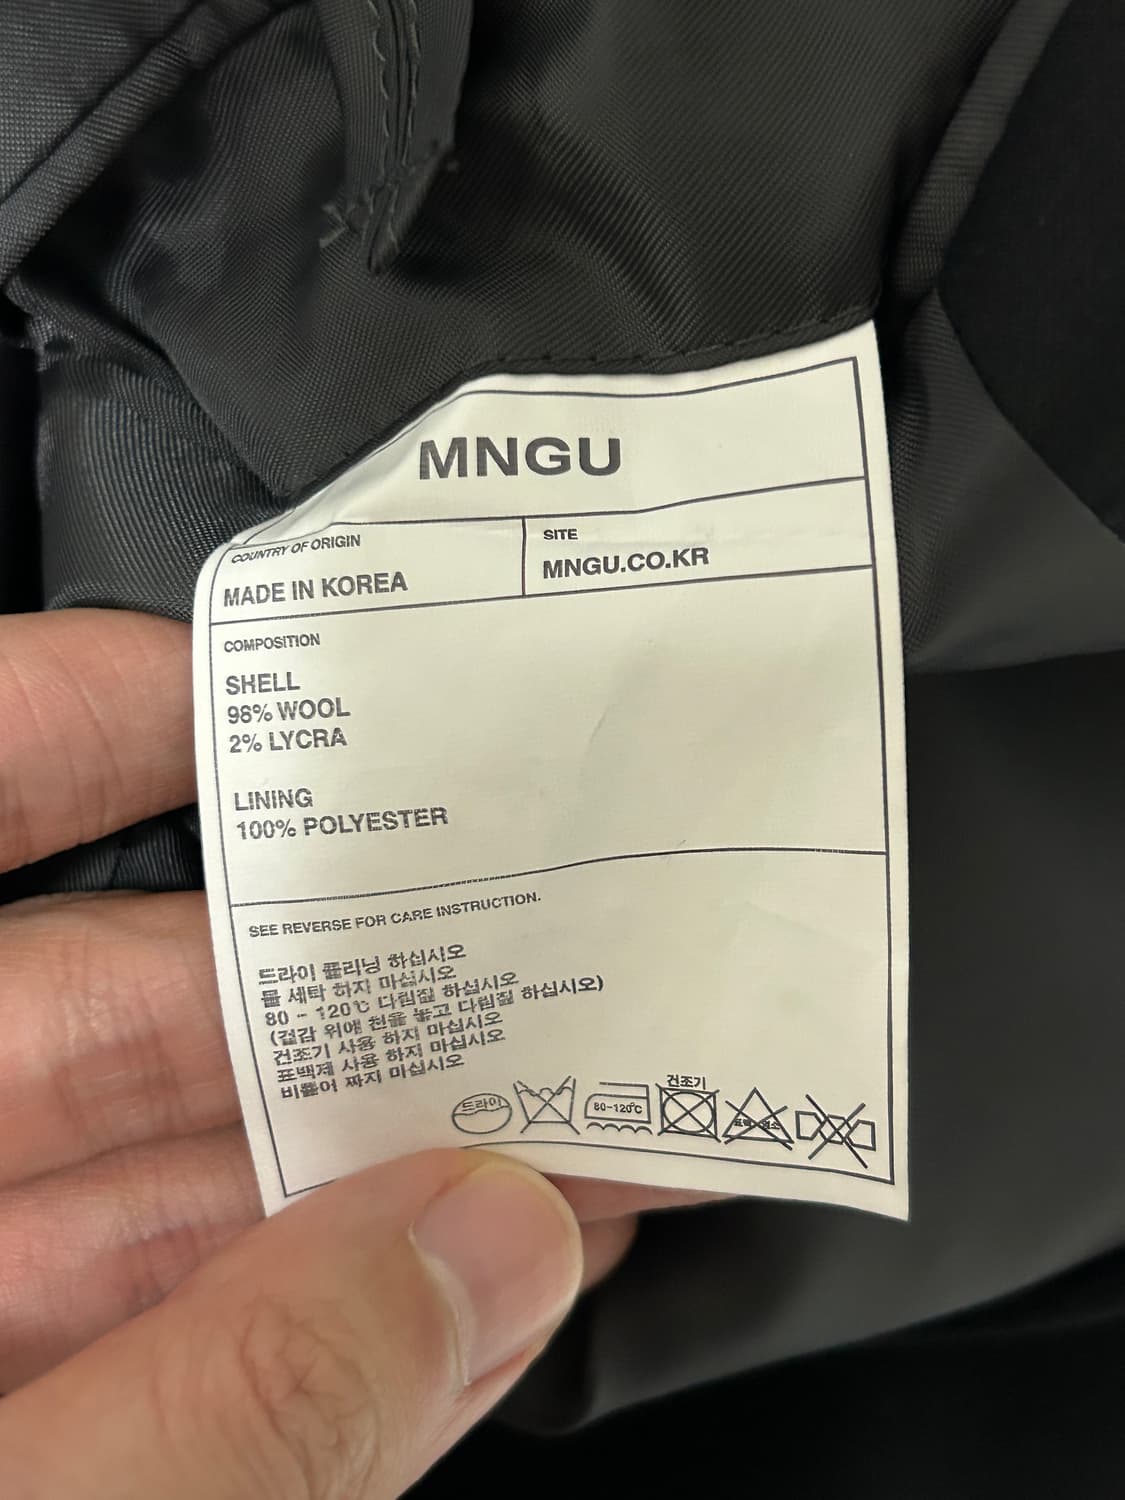 MNGU
COUNTRY OF ORIGIN
MADE IN KOREA
SITE
MNGU.CO.KR
COMPOSITION
SHELL
98% WOOL
2% LYCRA
LINING
100% POLYESTER
SEE REVERSE FOR CARE INSTRUCTION.
드라이 클리닝 하십시오
물 세탁 하지 마십시오
80 - 120℃ 다림질 하십시오
(겉감 위에 천을 놓고 다림질 하십시오)
건조기 사용 하지 마십시오
표백제 사용 하지 마십시오
비틀어 짜지 마십시오
드라이
80-120℃
건조기